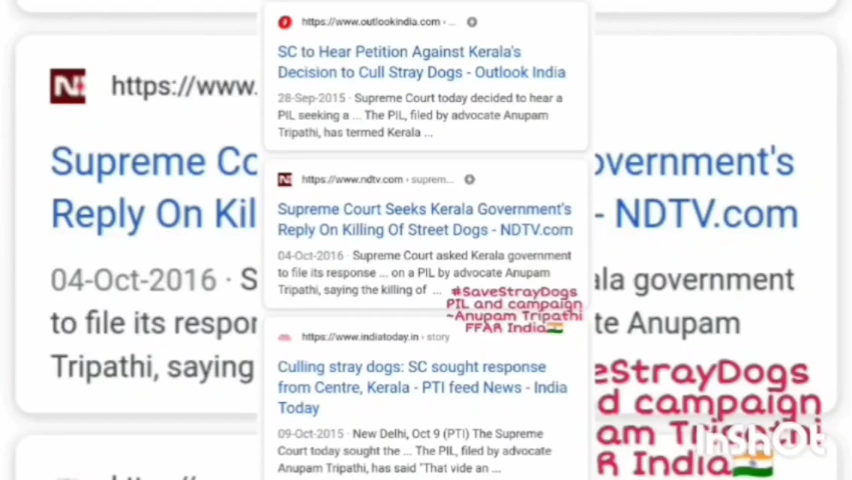 https://www.outlookindia.com › ...
SC to Hear Petition Against Kerala's
Decision to Cull Stray Dogs - Outlook India
28-Sep-2015 · Supreme Court today decided to hear a
PIL seeking a ... The PIL, filed by advocate Anupam
Tripathi, has termed Kerala ...
https://www.ndtv.com › suprem...
Supreme Court Seeks Kerala Government's
Reply On Killing Of Street Dogs - NDTV.com
04-Oct-2016 · Supreme Court asked Kerala government
to file its response ... on a PIL by advocate Anupam
Tripathi, saying the killing of ...
#SaveStrayDogs
PIL and campaign
~Anupam Tripathi
FFAR India
https://www.indiatoday.in › story
Culling stray dogs: SC sought response
from Centre, Kerala - PTI feed News - India
Today
09-Oct-2015 · New Delhi, Oct 9 (PTI) The Supreme
Court today sought the ... The PIL, filed by advocate
Anupam Tripathi, has said "That vide an ...
https://www.
Supreme Co
overnment's
Reply On Kil
- NDTV.com
04-Oct-2016 · S
ala government
to file its respor
te Anupam
Tripathi, saying
eStrayDogs
d campaign
am Tripathi
R India
InShOt